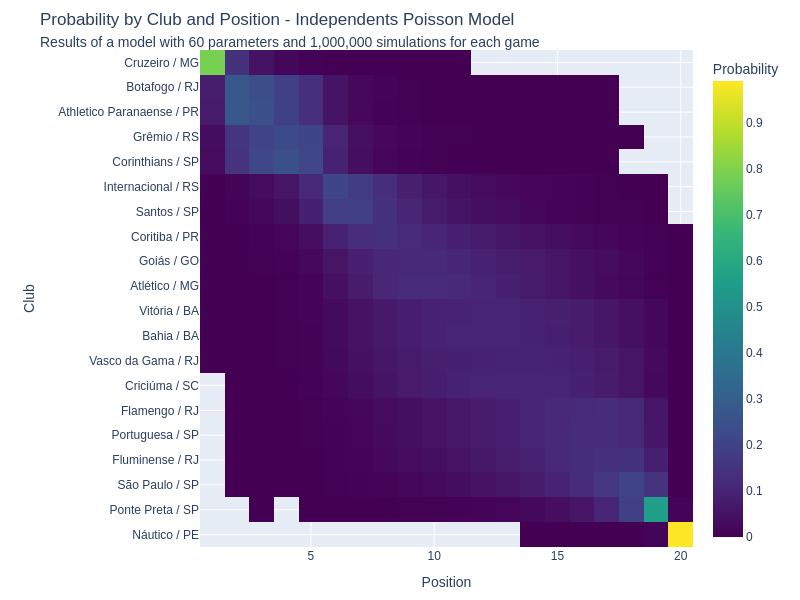 Probability by Club and Position - Independents Poisson Model
Results of a model with 60 parameters and 1,000,000 simulations for each game
Probability
Club
Cruzeiro / MG
Botafogo / RJ
Athletico Paranaense / PR
Grêmio / RS
Corinthians / SP
Internacional / RS
Santos / SP
Coritiba / PR
Goiás / GO
Atlético / MG
Vitória / BA
Bahia / BA
Vasco da Gama / RJ
Criciúma / SC
Flamengo / RJ
Portuguesa / SP
Fluminense / RJ
São Paulo / SP
Ponte Preta / SP
Náutico / PE
0.9
0.8
0.7
0.6
0.5
0.4
0.3
0.2
0.1
0
5
10
15
20
Position